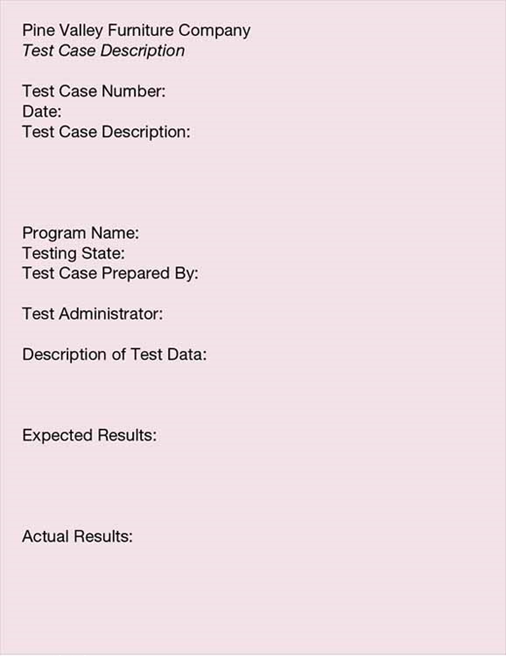 Pine Valley Furniture Company
Test Case Description
Test Case Number:
Date:
Test Case Description:
Program Name:
Testing State:
Test Case Prepared By:
Test Administrator:
Description of Test Data:
Expected Results:
Actual Results: